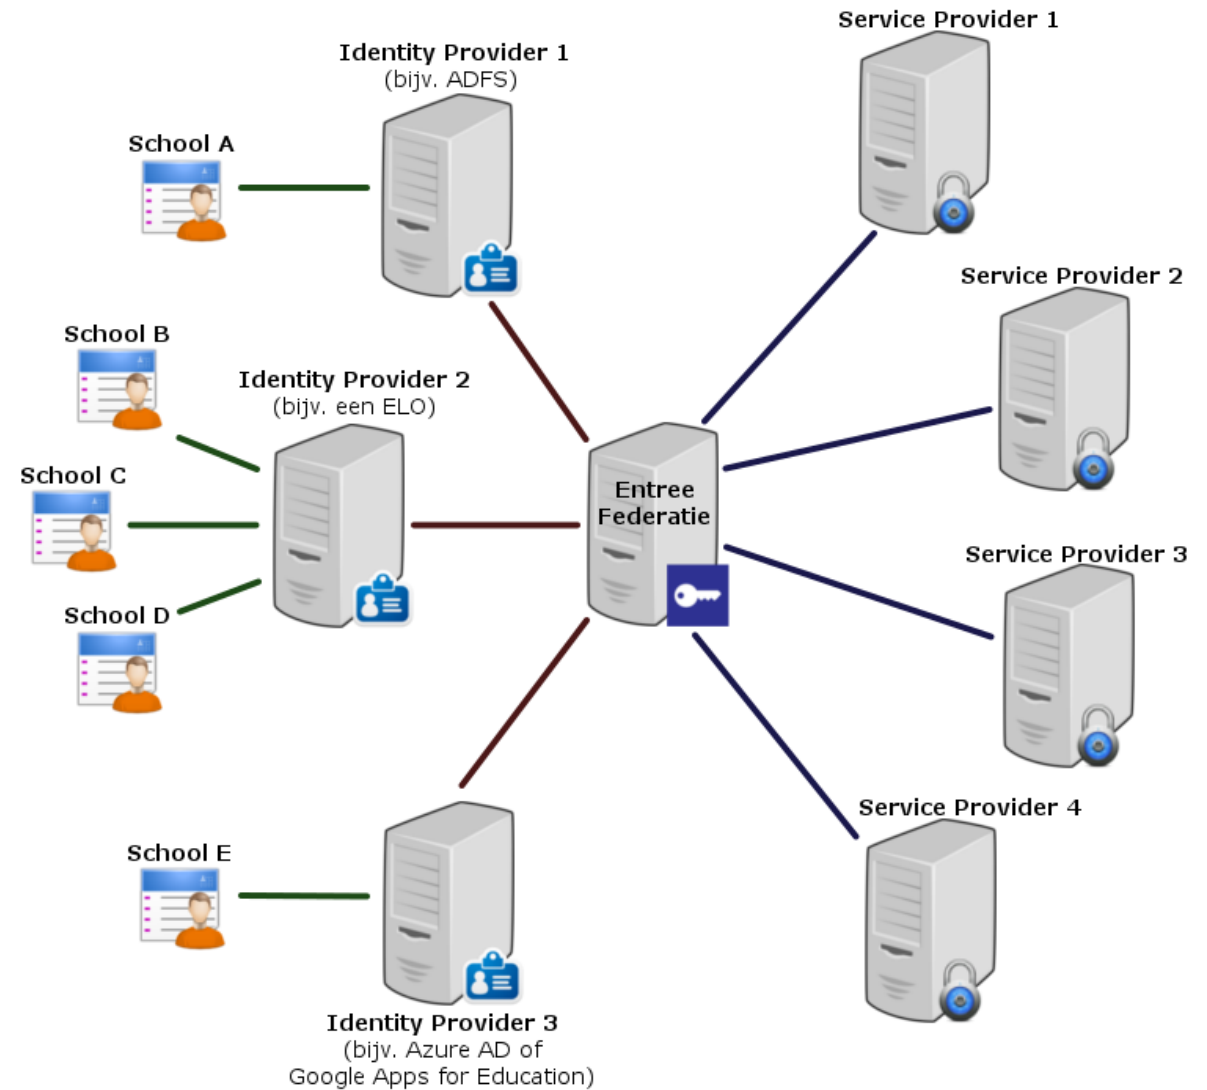 Service Provider 1
Identity Provider 1
(bijv. ADFS)
School A
Service Provider 2
School B
Identity Provider 2
(bijv. een ELO)
School C
Entree
Federatie
Service Provider 3
School D
Service Provider 4
School E
Identity Provider 3
(bijv. Azure AD of
Google Apps for Education)